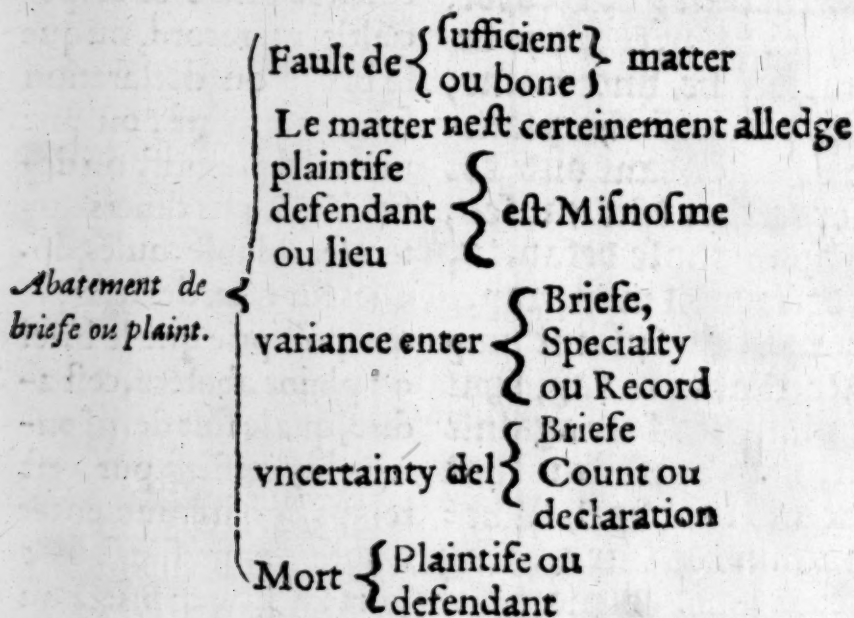 Abatement de
briefe ou plaint.
Fault de { ſufficient
ou bone } matter
Le matter neſt certeinement alledge
plaintife
defendant
ou lieu { eſt Miſnoſme
variance enter { Briefe,
Specialty
ou Record
vncertainty del { Briefe
Count ou
declaration
Mort { Plaintife ou
defendant